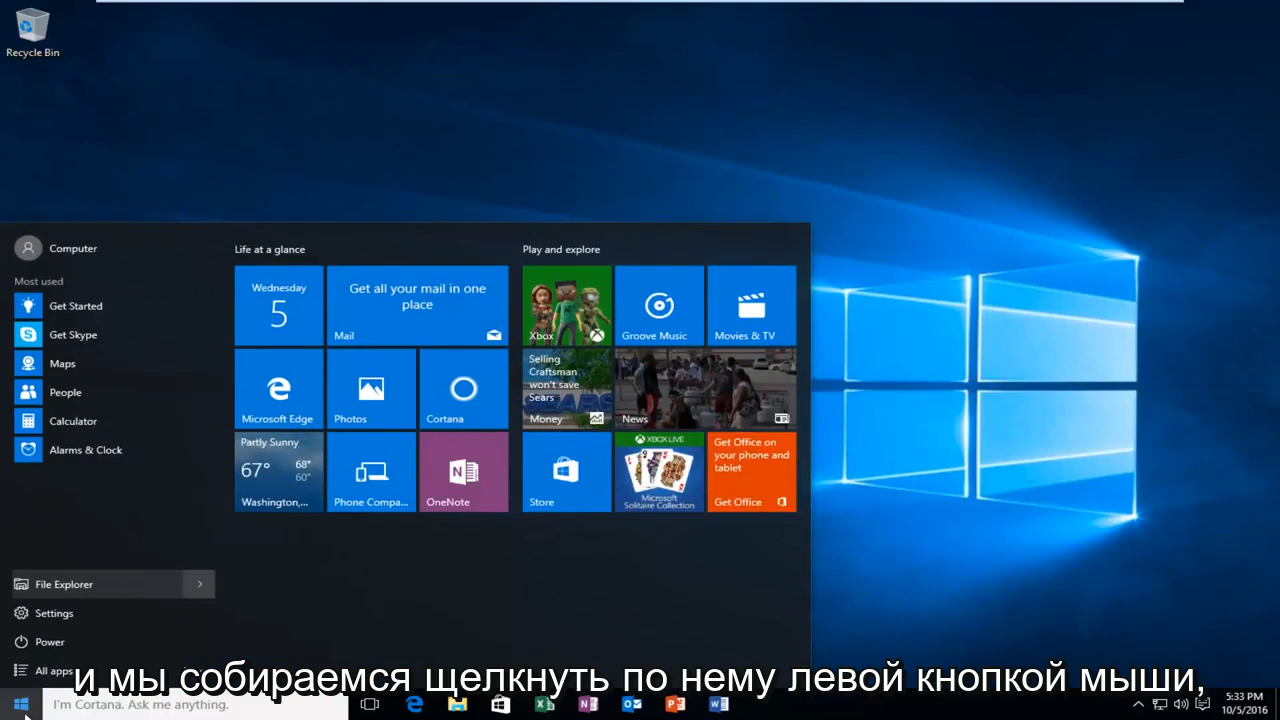 Recycle Bin
Computer
Most used
Get Started
Get Skype
Maps
People
Calculator
Alarms & Clock
File Explorer
Settings
Power
All apps
Life at a glance
Wednesday
5
Get all your mail in one
place
Mail
Microsoft Edge
Photos
Cortana
Partly Sunny
67°
68°
60°
Washington,...
Phone Compa...
OneNote
Play and explore
Xbox
Groove Music
Movies & TV
Selling
Craftsman
won't save
Sears
Money
News
Store
XBOX LIVE
Microsoft
Solitaire Collection
Get Office on
your phone and
tablet
Get Office
и мы собираемся щелкнуть по нему левой кнопкой мыши,
I'm Cortana. Ask me anything.
5:33 PM
10/5/2016